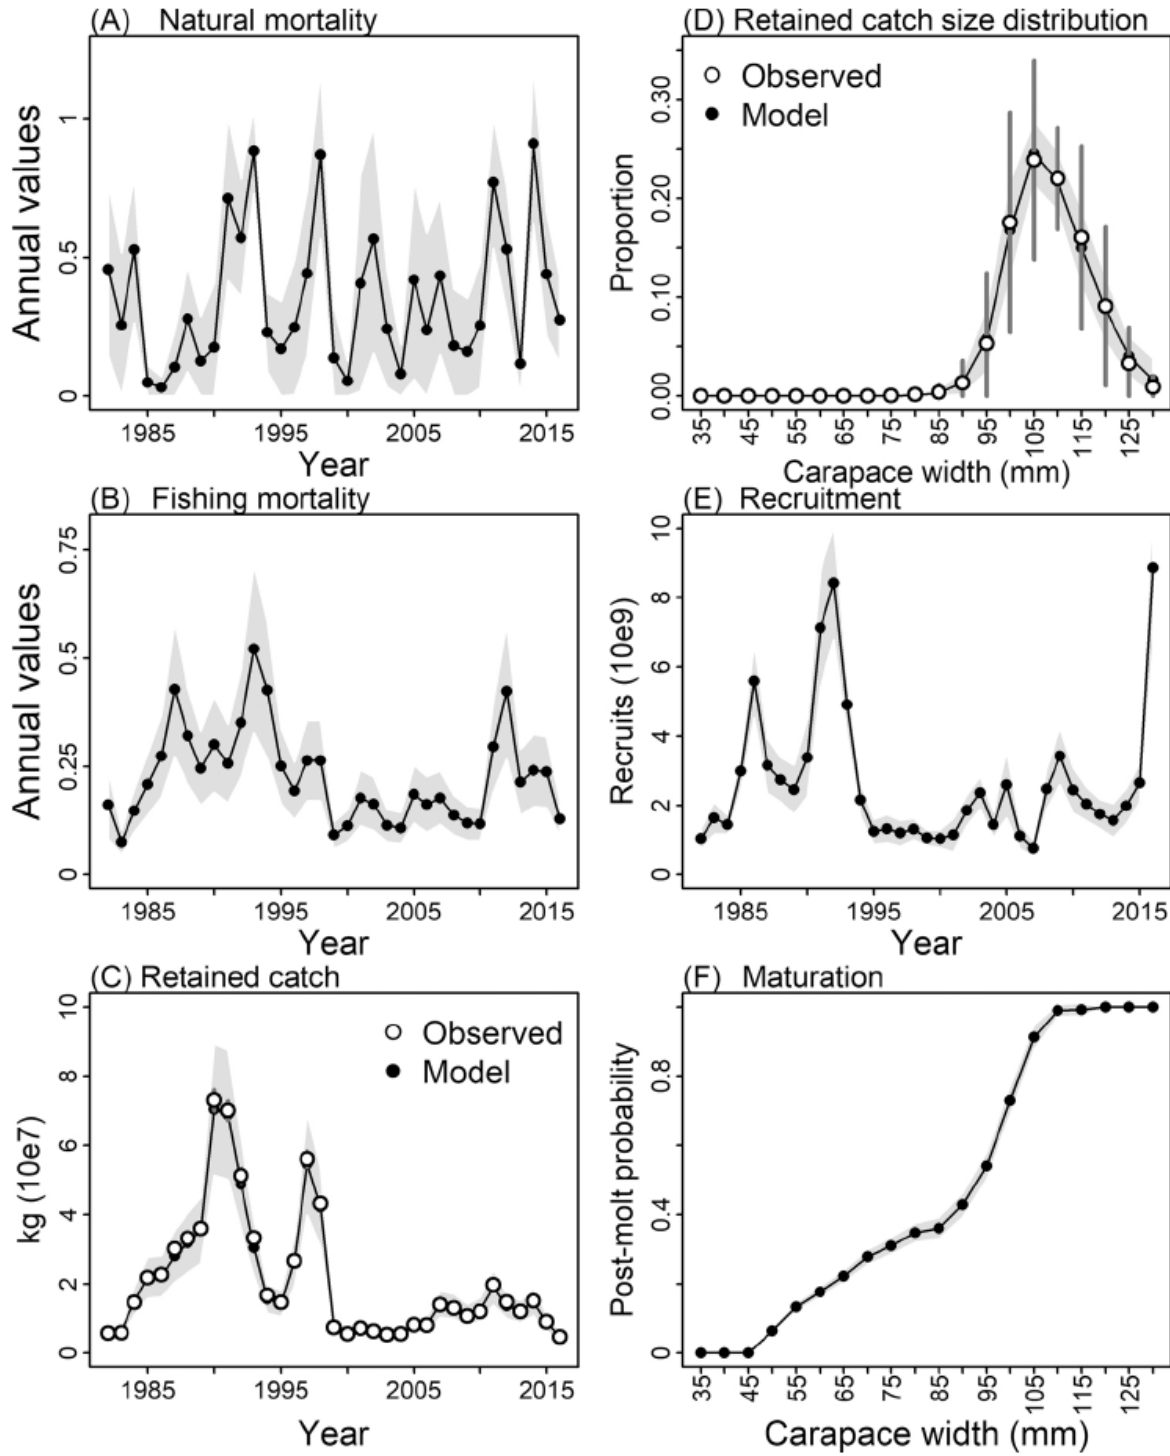 (A) Natural mortality
Annual values
1
0.5
0
1985 1995 2005 2015
Year
(B) Fishing mortality
Annual values
0.75
0.5
0.25
0
1985 1995 2005 2015
Year
(C) Retained catch
kg (10e7)
10
8
6
4
2
0
Observed
Model
1985 1995 2005 2015
Year
(D) Retained catch size distribution
Proportion
0.30
0.20
0.10
0.00
Observed
Model
35 45 55 65 75 85 95 105 115 125
Carapace width (mm)
(E) Recruitment
Recruits (10e9)
10
8
6
4
2
0
1985 1995 2005 2015
Year
(F) Maturation
Post-molt probability
0.8
0.4
0
35 45 55 65 75 85 95 105 115 125
Carapace width (mm)